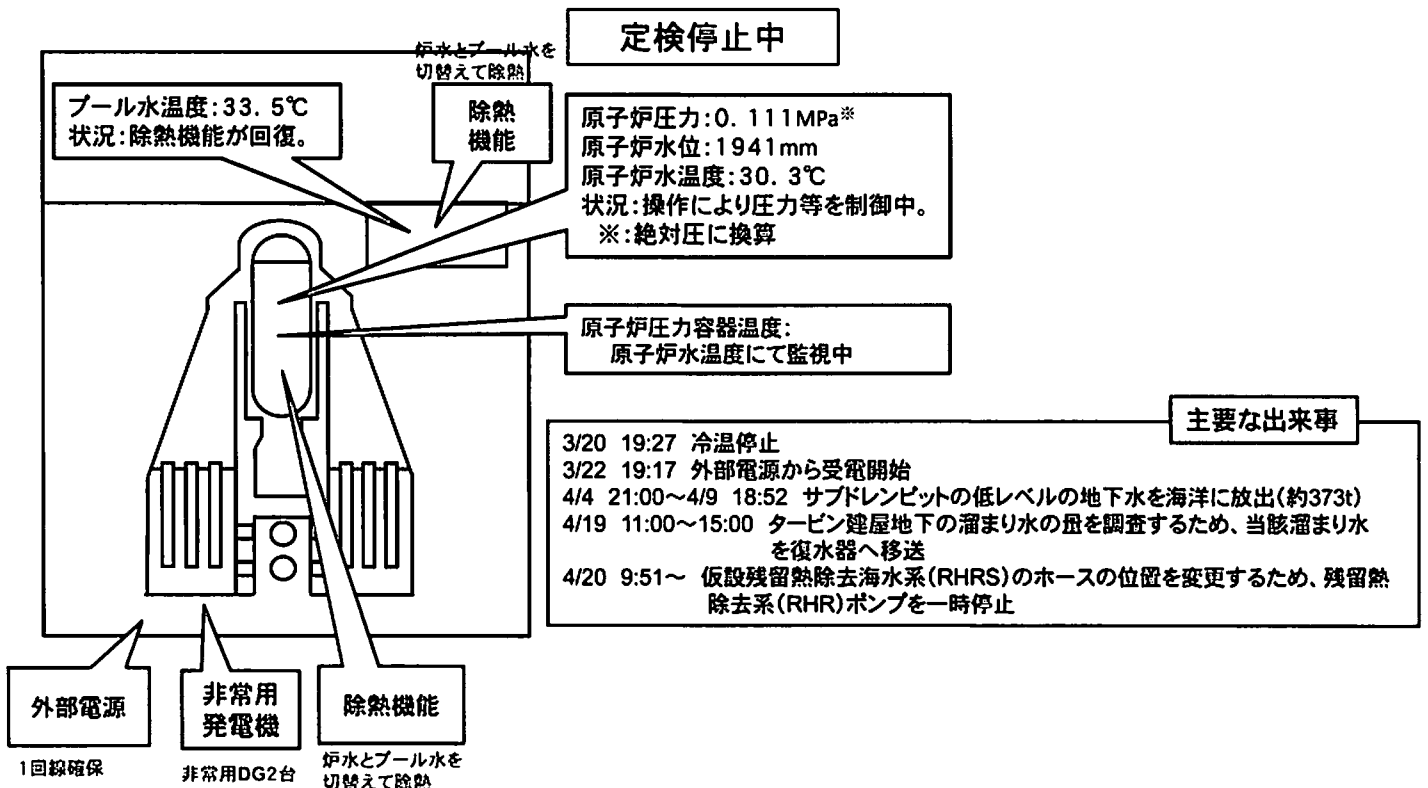 定検停止中
炉水とプール水を
切替えて除熱
プール水温度:33. 5℃
状況:除熱機能が回復。
除熱
機能
原子炉圧力:0. 111MPa※
原子炉水位:1941mm
原子炉水温度:30. 3℃
状況:操作により圧力等を制御中。
※:絶対圧に換算
原子炉圧力容器温度:
原子炉水温度にて監視中
主要な出来事
3/20 19:27 冷温停止
3/22 19:17 外部電源から受電開始
4/4 21:00～4/9 18:52 サブドレンピットの低レベルの地下水を海洋に放出(約373t)
4/19 11:00～15:00 タービン建屋地下の溜まり水の量を調査するため、当該溜まり水
を復水器へ移送
4/20 9:51～ 仮設残留熱除去海水系(RHRS)のホースの位置を変更するため、残留熱
除去系(RHR)ポンプを一時停止
外部電源
1回線確保
非常用
発電機
非常用DG2台
除熱機能
炉水とプール水を
切替えて除熱